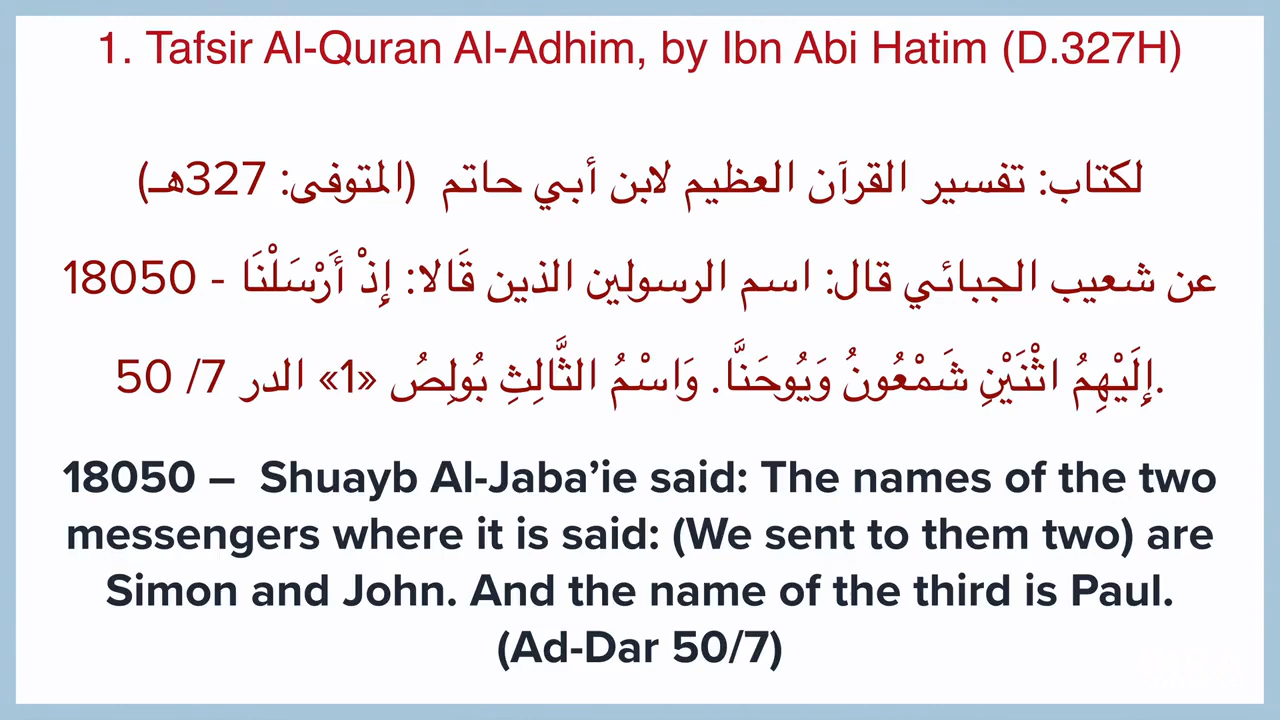 1. Tafsir Al-Quran Al-Adhim, by Ibn Abi Hatim (D.327H)
لكتاب: تفسير القرآن العظيم لابن أبي حاتم (المتوفى: 327هـ)
عن شعيب الجبائي قال: اسم الرسولين الذين قَالا: إِذْ أَرْسَلْنَا - 18050
.إِلَيْهِمُ اثْنَيْنِ شَمْعُونُ وَيُوحَنَّا. وَاسْمُ الثَّالِثِ بُولِصُ «1» الدر 7/ 50
18050 – Shuayb Al-Jaba’ie said: The names of the two
messengers where it is said: (We sent to them two) are
Simon and John. And the name of the third is Paul.
(Ad-Dar 50/7)